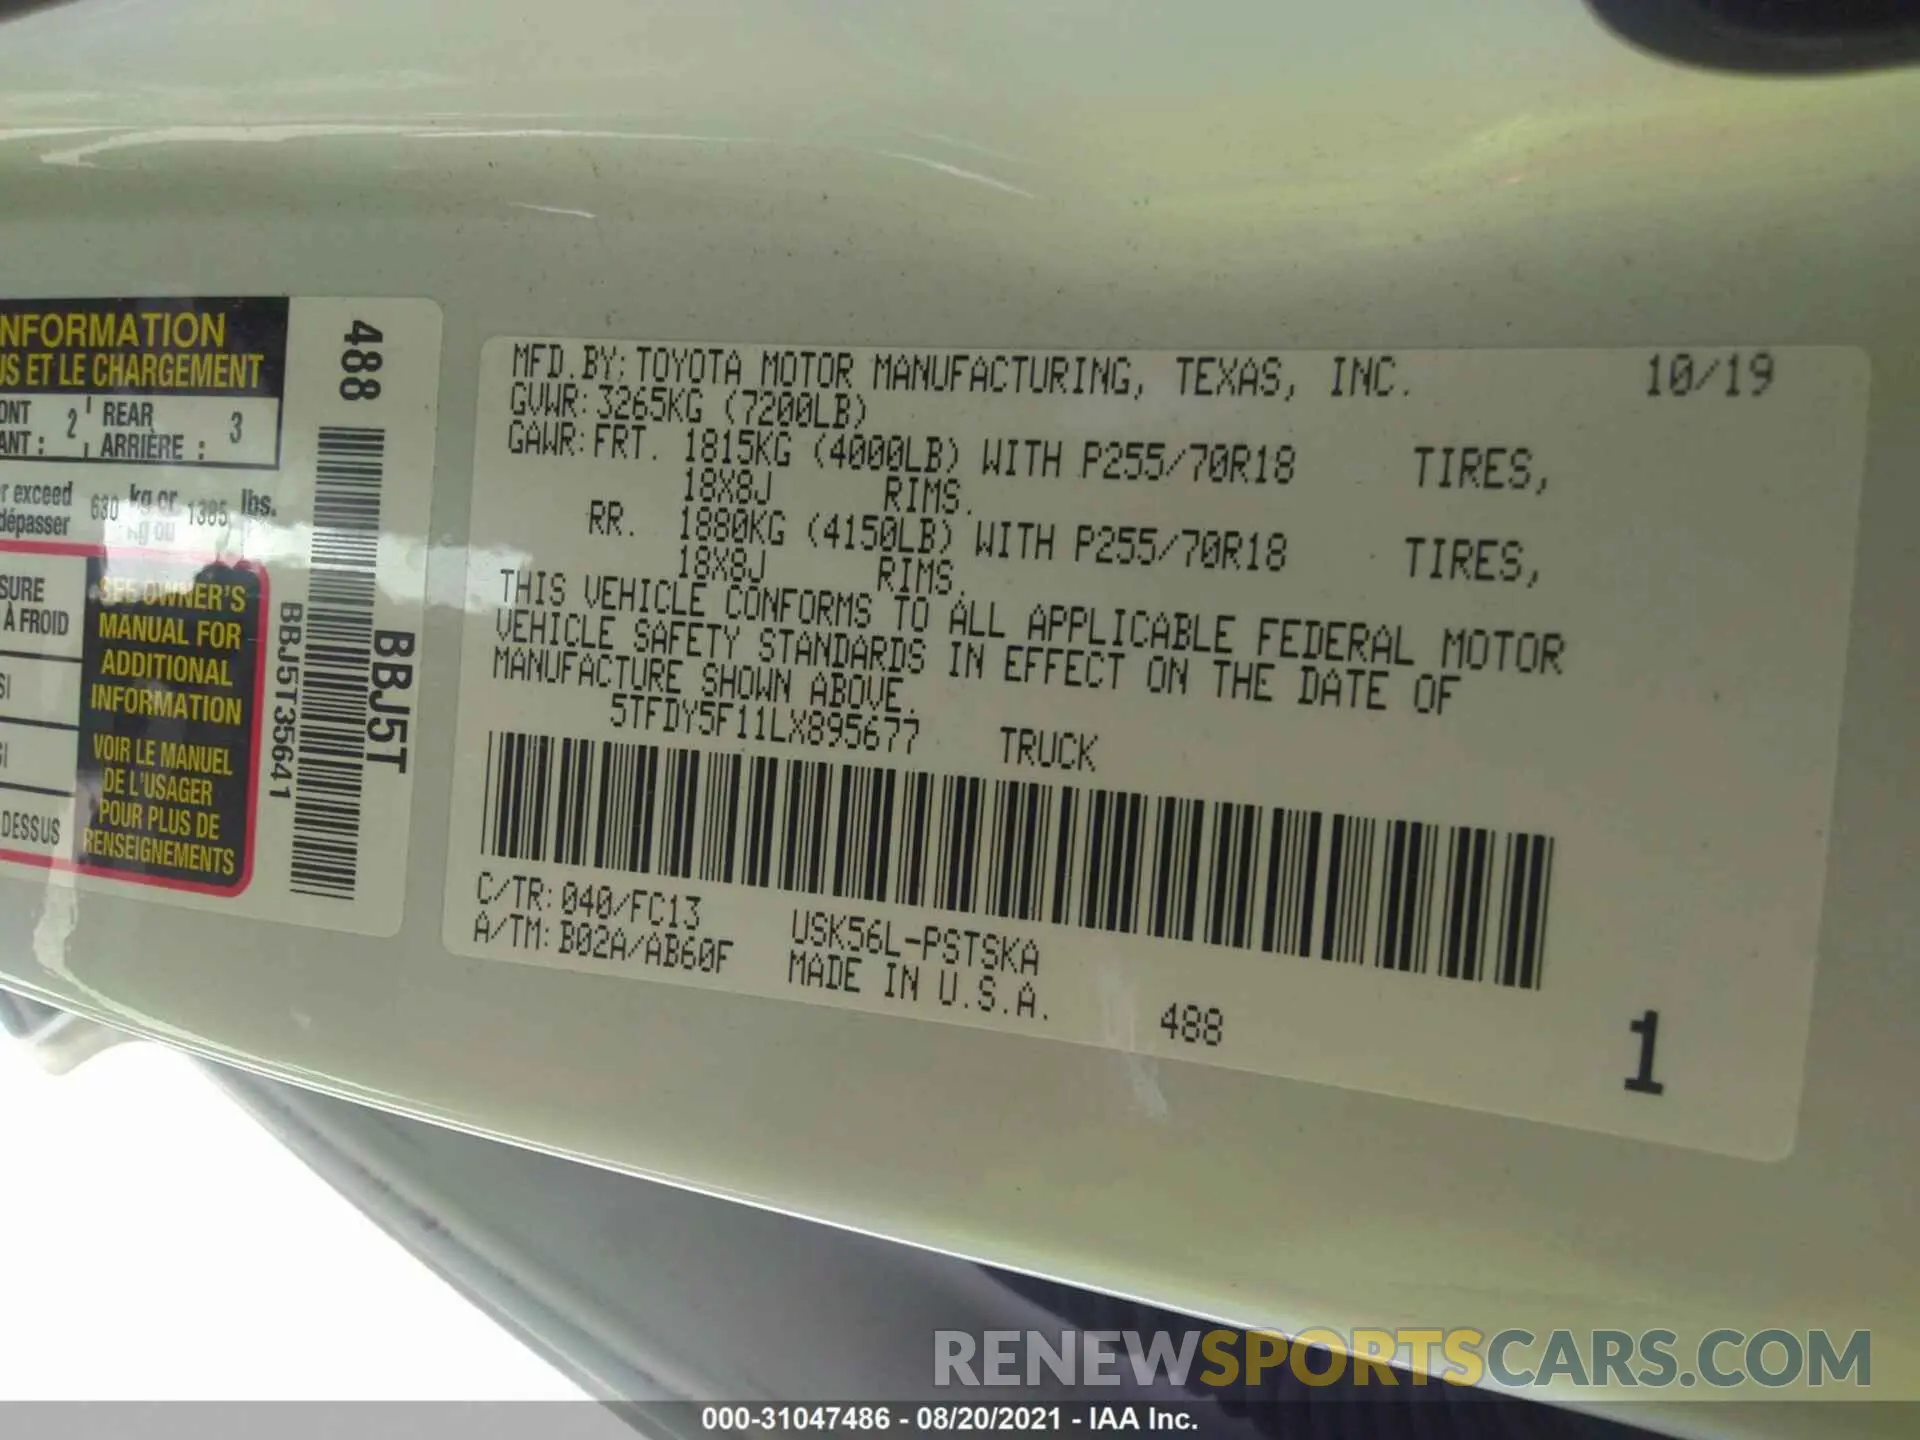 NFORMATION
US ET LE CHARGEMENT
ONT 2 REAR 3
ANT : ARRIÈRE :
r exceed 630 kg or 1385 lbs.
dépasser kg ou
SURE
À FROID
SI
DESSUS
SEE OWNER'S
MANUAL FOR
ADDITIONAL
INFORMATION
VOIR LE MANUEL
DE L'USAGER
POUR PLUS DE
RENSEIGNEMENTS
488
BBJ5T35641
BBJ5T
MFD.BY: TOYOTA MOTOR MANUFACTURING, TEXAS, INC. 10/19
GVWR: 3265KG (7200LB)
GAWR: FRT. 1815KG (4000LB) WITH P255/70R18 TIRES,
18X8J RIMS.
RR. 1880KG (4150LB) WITH P255/70R18 TIRES,
18X8J RIMS.
THIS VEHICLE CONFORMS TO ALL APPLICABLE FEDERAL MOTOR
VEHICLE SAFETY STANDARDS IN EFFECT ON THE DATE OF
MANUFACTURE SHOWN ABOVE.
5TFDY5F11LX895677 TRUCK
C/TR: 040/FC13 USK56L-PSTSKA
A/TM: B02A/AB60F MADE IN U.S.A.
488 1
RENEWSPORTSCARS.COM
000-31047486 - 08/20/2021 - IAA Inc.